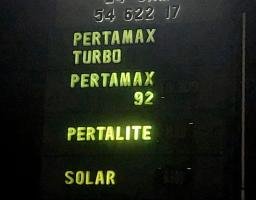 54 622 17
PERTAMAX
TURBO
PERTAMAX
92
PERTALITE
SOLAR